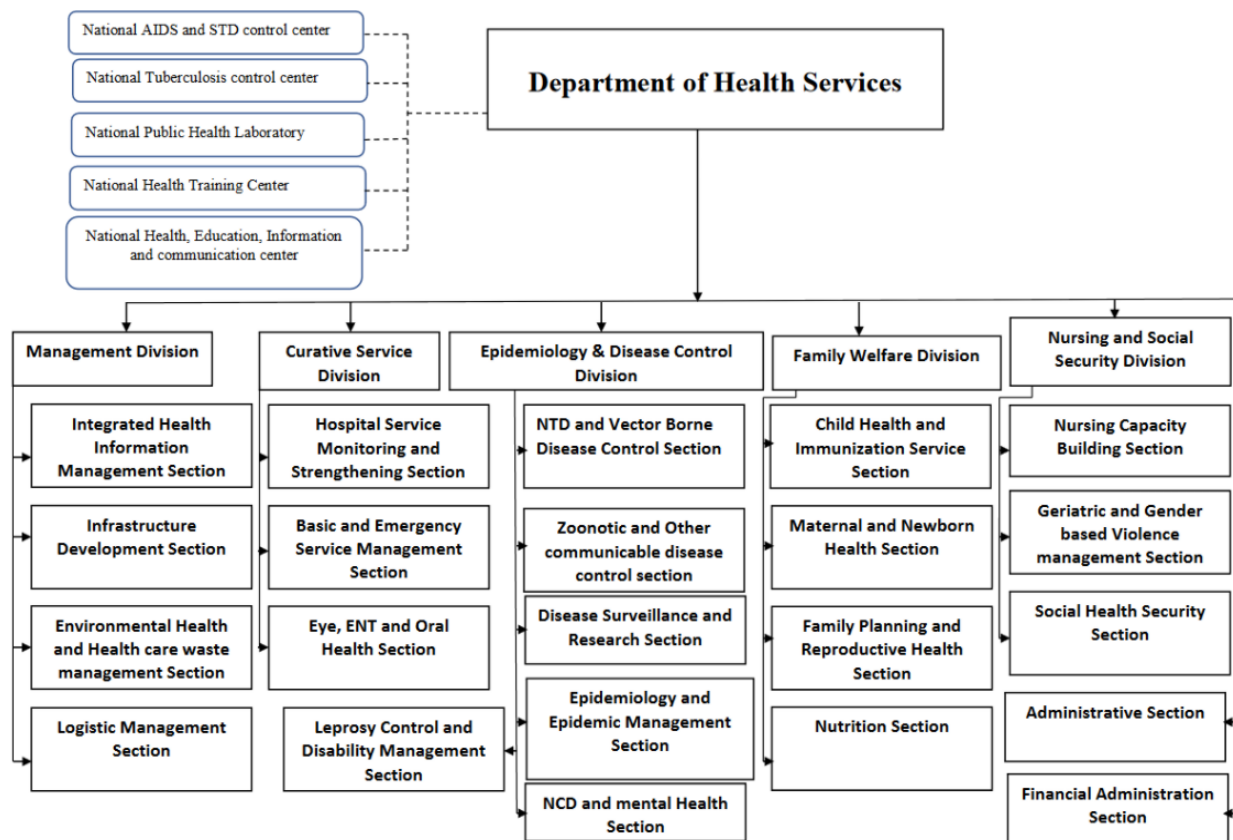 National AIDS and STD control center
National Tuberculosis control center
National Public Health Laboratory
National Health Training Center
National Health, Education, Information
and communication center
Department of Health Services
Management Division
Integrated Health
Information
Management Section
Infrastructure
Development Section
Environmental Health
and Health care waste
management Section
Logistic Management
Section
Curative Service
Division
Hospital Service
Monitoring and
Strengthening Section
Basic and Emergency
Service Management
Section
Eye, ENT and Oral
Health Section
Epidemiology & Disease Control
Division
NTD and Vector Borne
Disease Control Section
Zoonotic and Other
communicable disease
control section
Disease Surveillance and
Research Section
Epidemiology and
Epidemic Management
Section
Leprosy Control and
Disability Management
Section
NCD and mental Health
Section
Family Welfare Division
Child Health and
Immunization Service
Section
Maternal and Newborn
Health Section
Family Planning and
Reproductive Health
Section
Nutrition Section
Nursing and Social
Security Division
Nursing Capacity
Building Section
Geriatric and Gender
based Violence
management Section
Social Health Security
Section
Administrative Section
Financial Administration
Section